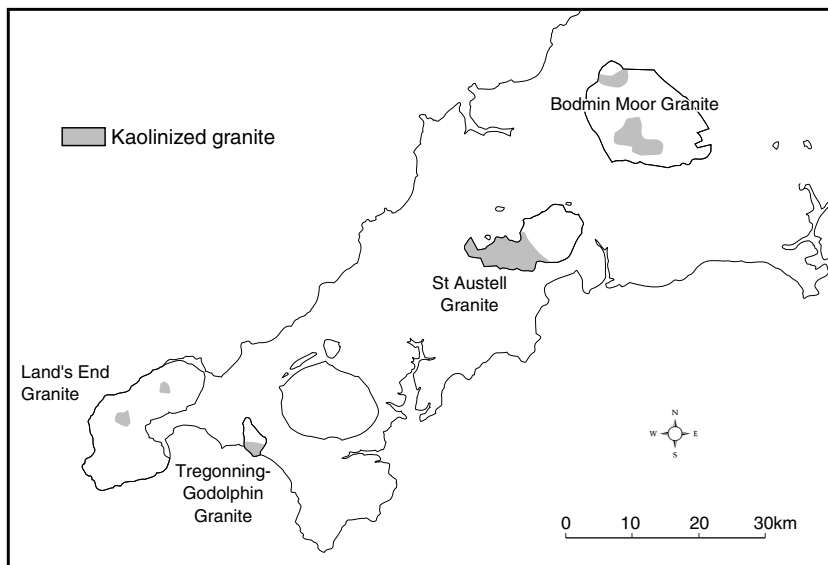 Bodmin Moor Granite
Kaolinized granite
St Austell
Granite
Land's End
Granite
Tregonning-
Godolphin
Granite
N
W E
S
0 10 20 30km